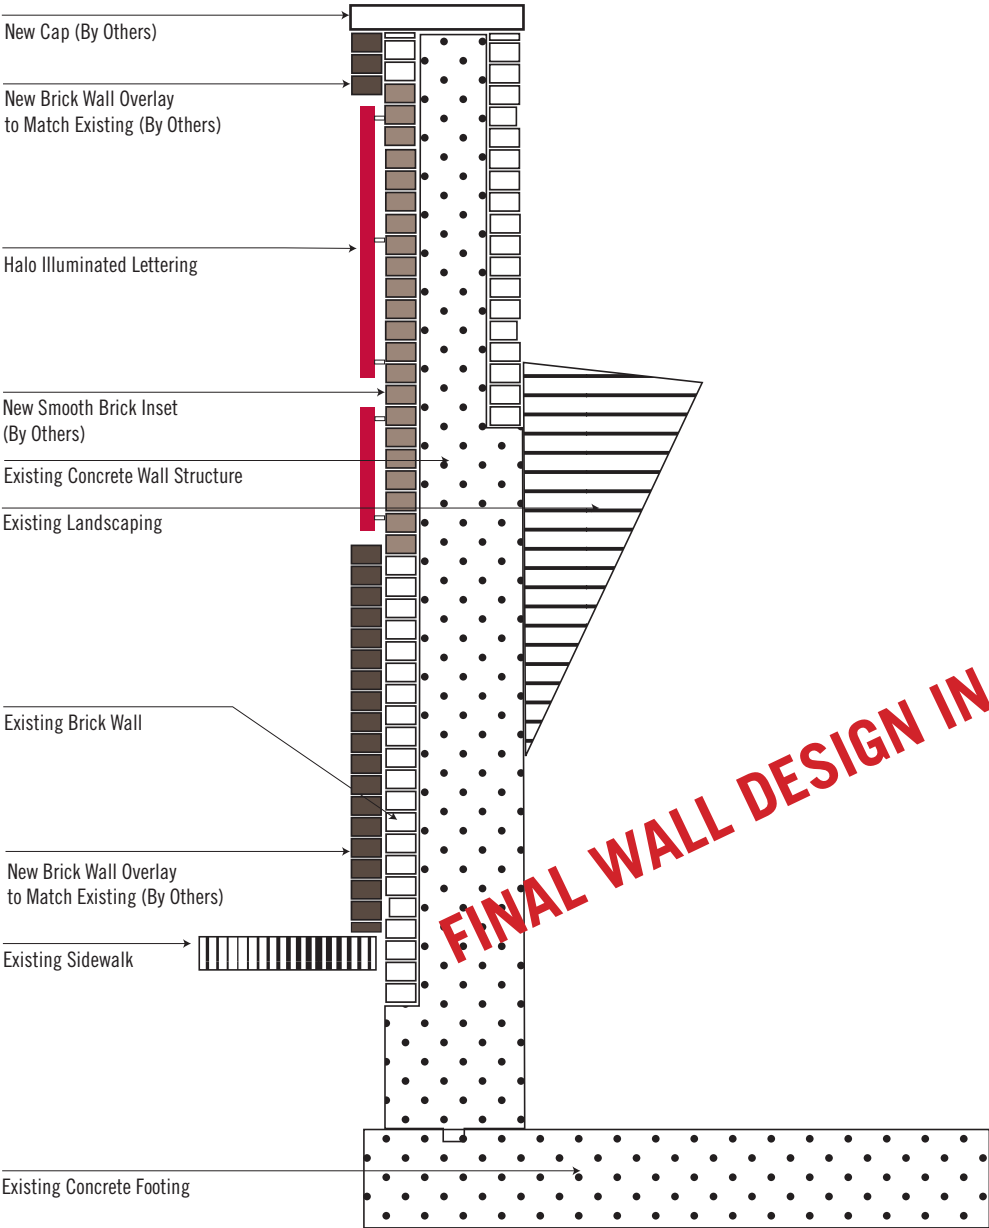 New Cap (By Others)
New Brick Wall Overlay
to Match Existing (By Others)
Halo Illuminated Lettering
New Smooth Brick Inset
(By Others)
Existing Concrete Wall Structure
Existing Landscaping
Existing Brick Wall
New Brick Wall Overlay
to Match Existing (By Others)
Existing Sidewalk
Existing Concrete Footing
FINAL WALL DESIGN IN